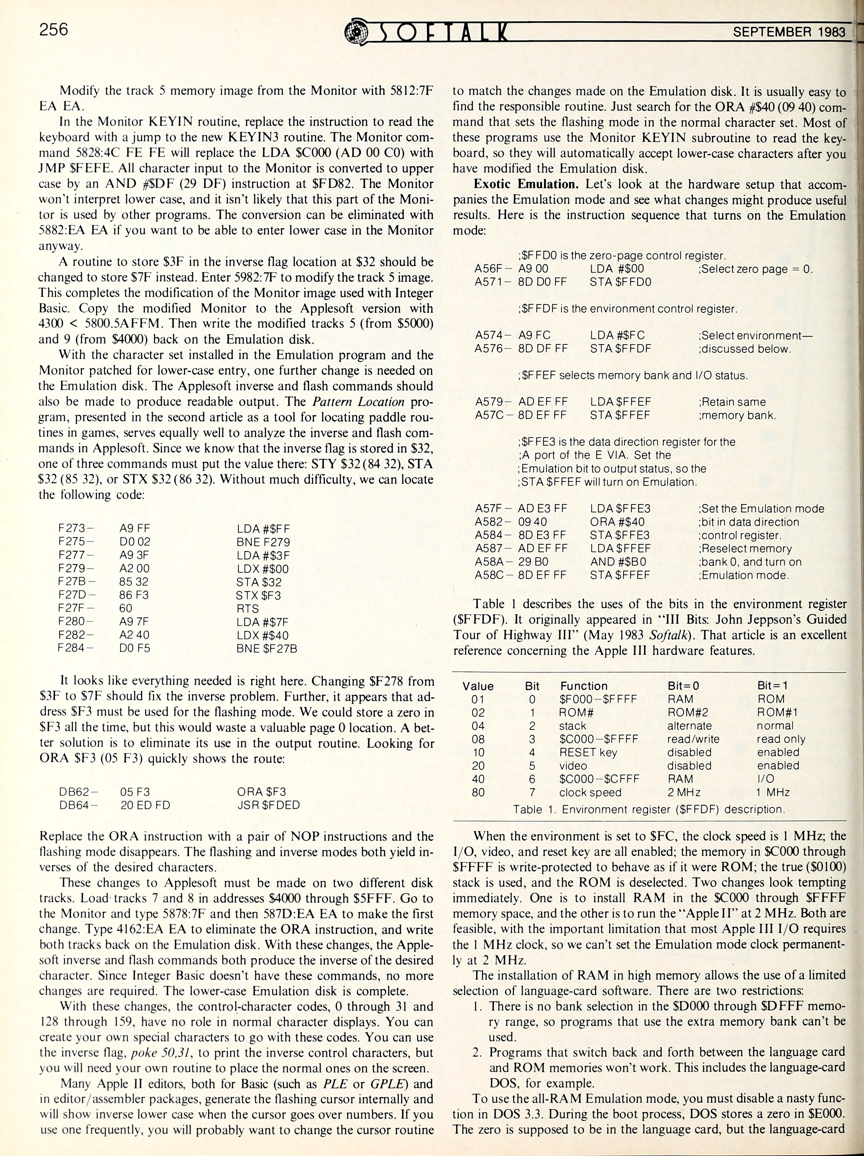 256
SOFTALK
SEPTEMBER 1983
Modify the track 5 memory image from the Monitor with 5812:7F
EA EA.
In the Monitor KEYIN routine, replace the instruction to read the
keyboard with a jump to the new KEYIN3 routine. The Monitor com-
mand 5828:4C FE FE will replace the LDA $C000 (AD 00 C0) with
JMP $FEFE. All character input to the Monitor is converted to upper
case by an AND #$DF (29 DF) instruction at $FD82. The Monitor
won't interpret lower case, and it isn't likely that this part of the Moni-
tor is used by other programs. The conversion can be eliminated with
5882:EA EA if you want to be able to enter lower case in the Monitor
anyway.
A routine to store $3F in the inverse flag location at $32 should be
changed to store $7F instead. Enter 5982:7F to modify the track 5 image.
This completes the modification of the Monitor image used with Integer
Basic. Copy the modified Monitor to the Applesoft version with
4300 < 5800.5AFFM. Then write the modified tracks 5 (from $5000)
and 9 (from $4000) back on the Emulation disk.
With the character set installed in the Emulation program and the
Monitor patched for lower-case entry, one further change is needed on
the Emulation disk. The Applesoft inverse and flash commands should
also be made to produce readable output. The Pattern Location pro-
gram, presented in the second article as a tool for locating paddle rou-
tines in games, serves equally well to analyze the inverse and flash com-
mands in Applesoft. Since we know that the inverse flag is stored in $32,
one of three commands must put the value there: STY $32 (84 32), STA
$32 (85 32), or STX $32 (86 32). Without much difficulty, we can locate
the following code:
F273– A9 FF LDA #$FF
F275– D0 02 BNE F279
F277– A9 3F LDA #$3F
F279– A2 00 LDX #$00
F27B– 85 32 STA $32
F27D– 86 F3 STX $F3
F27F– 60 RTS
F280– A9 7F LDA #$7F
F282– A2 40 LDX #$40
F284– D0 F5 BNE $F27B
It looks like everything needed is right here. Changing $F278 from
$3F to $7F should fix the inverse problem. Further, it appears that ad-
dress $F3 must be used for the flashing mode. We could store a zero in
$F3 all the time, but this would waste a valuable page 0 location. A bet-
ter solution is to eliminate its use in the output routine. Looking for
ORA $F3 (05 F3) quickly shows the route:
DB62– 05 F3 ORA $F3
DB64– 20 ED FD JSR $FDED
Replace the ORA instruction with a pair of NOP instructions and the
flashing mode disappears. The flashing and inverse modes both yield in-
verses of the desired characters.
These changes to Applesoft must be made on two different disk
tracks. Load tracks 7 and 8 in addresses $4000 through $5FFF. Go to
the Monitor and type 5878:7F and then 587D:EA EA to make the first
change. Type 4162:EA EA to eliminate the ORA instruction, and write
both tracks back on the Emulation disk. With these changes, the Apple-
soft inverse and flash commands both produce the inverse of the desired
character. Since Integer Basic doesn't have these commands, no more
changes are required. The lower-case Emulation disk is complete.
With these changes, the control-character codes, 0 through 31 and
128 through 159, have no role in normal character displays. You can
create your own special characters to go with these codes. You can use
the inverse flag, poke 50,31, to print the inverse control characters, but
you will need your own routine to place the normal ones on the screen.
Many Apple II editors, both for Basic (such as PLE or GPLE) and
in editor/assembler packages, generate the flashing cursor internally and
will show inverse lower case when the cursor goes over numbers. If you
use one frequently, you will probably want to change the cursor routine
to match the changes made on the Emulation disk. It is usually easy to
find the responsible routine. Just search for the ORA #$40 (09 40) com-
mand that sets the flashing mode in the normal character set. Most of
these programs use the Monitor KEYIN subroutine to read the key-
board, so they will automatically accept lower-case characters after you
have modified the Emulation disk.
Exotic Emulation. Let's look at the hardware setup that accom-
panies the Emulation mode and see what changes might produce useful
results. Here is the instruction sequence that turns on the Emulation
mode:
;$FFD0 is the zero-page control register.
A56F– A9 00 LDA #$00 ;Select zero page = 0.
A571– 8D D0 FF STA $FFD0
;$FFDF is the environment control register.
A574– A9 FC LDA #$FC ;Select environment—
A576– 8D DF FF STA $FFDF ;discussed below.
;$FFEF selects memory bank and I/O status.
A579– AD EF FF LDA $FFEF ;Retain same
A57C– 8D EF FF STA $FFEF ;memory bank.
;$FFE3 is the data direction register for the
;A port of the E VIA. Set the
;Emulation bit to output status, so the
;STA $FFEF will turn on Emulation.
A57F– AD E3 FF LDA $FFE3 ;Set the Emulation mode
A582– 09 40 ORA #$40 ;bit in data direction
A584– 8D E3 FF STA $FFE3 ;control register.
A587– AD EF FF LDA $FFEF ;Reselect memory
A58A– 29 B0 AND #$B0 ;bank 0, and turn on
A58C– 8D EF FF STA $FFEF ;Emulation mode.
Table 1 describes the uses of the bits in the environment register
($FFDF). It originally appeared in "III Bits: John Jeppson's Guided
Tour of Highway III" (May 1983 Softalk). That article is an excellent
reference concerning the Apple III hardware features.
Value Bit Function Bit=0 Bit=1
01 0 $F000–$FFFF RAM ROM
02 1 ROM# ROM#2 ROM#1
04 2 stack alternate normal
08 3 $C000–$FFFF read/write read only
10 4 RESET key disabled enabled
20 5 video disabled enabled
40 6 $C000–$CFFF RAM I/O
80 7 clock speed 2 MHz 1 MHz
Table 1. Environment register ($FFDF) description.
When the environment is set to $FC, the clock speed is 1 MHz; the
I/O, video, and reset key are all enabled; the memory in $C000 through
$FFFF is write-protected to behave as if it were ROM; the true ($0100)
stack is used, and the ROM is deselected. Two changes look tempting
immediately. One is to install RAM in the $C000 through $FFFF
memory space, and the other is to run the "Apple II" at 2 MHz. Both are
feasible, with the important limitation that most Apple III I/O requires
the 1 MHz clock, so we can't set the Emulation mode clock permanent-
ly at 2 MHz.
The installation of RAM in high memory allows the use of a limited
selection of language-card software. There are two restrictions:
1. There is no bank selection in the $D000 through $DFFF memo-
ry range, so programs that use the extra memory bank can't be
used.
2. Programs that switch back and forth between the language card
and ROM memories won't work. This includes the language-card
DOS, for example.
To use the all-RAM Emulation mode, you must disable a nasty func-
tion in DOS 3.3. During the boot process, DOS stores a zero in $E000.
The zero is supposed to be in the language card, but the language-card